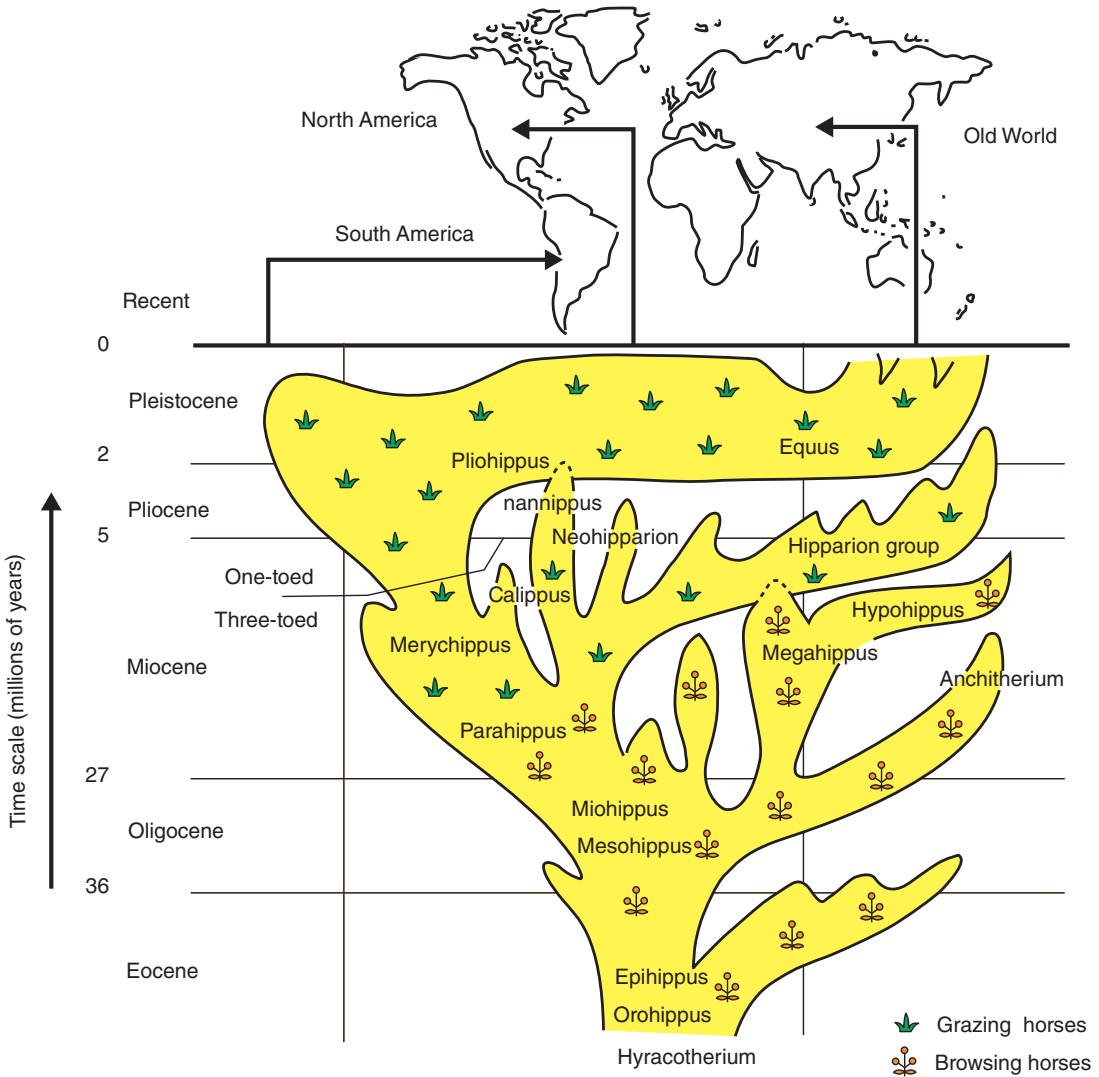 North America
Old World
South America
Recent
0
Pleistocene
Equus
2
Pliohippus
nannippus
Pliocene
Neohipparion
5
Hipparion group
One-toed
Calippus
Hypohippus
Three-toed
Merychippus
Megahippus
Miocene
Anchitherium
Parahippus
27
Miohippus
Oligocene
Mesohippus
36
Eocene
Epihippus
Orohippus
Hyracotherium
Time scale (millions of years)
Grazing horses
Browsing horses